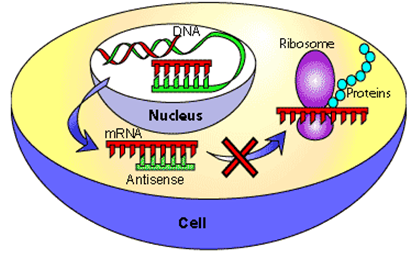 DNA
Ribosome
Proteins
Nucleus
mRNA
Antisense
Cell